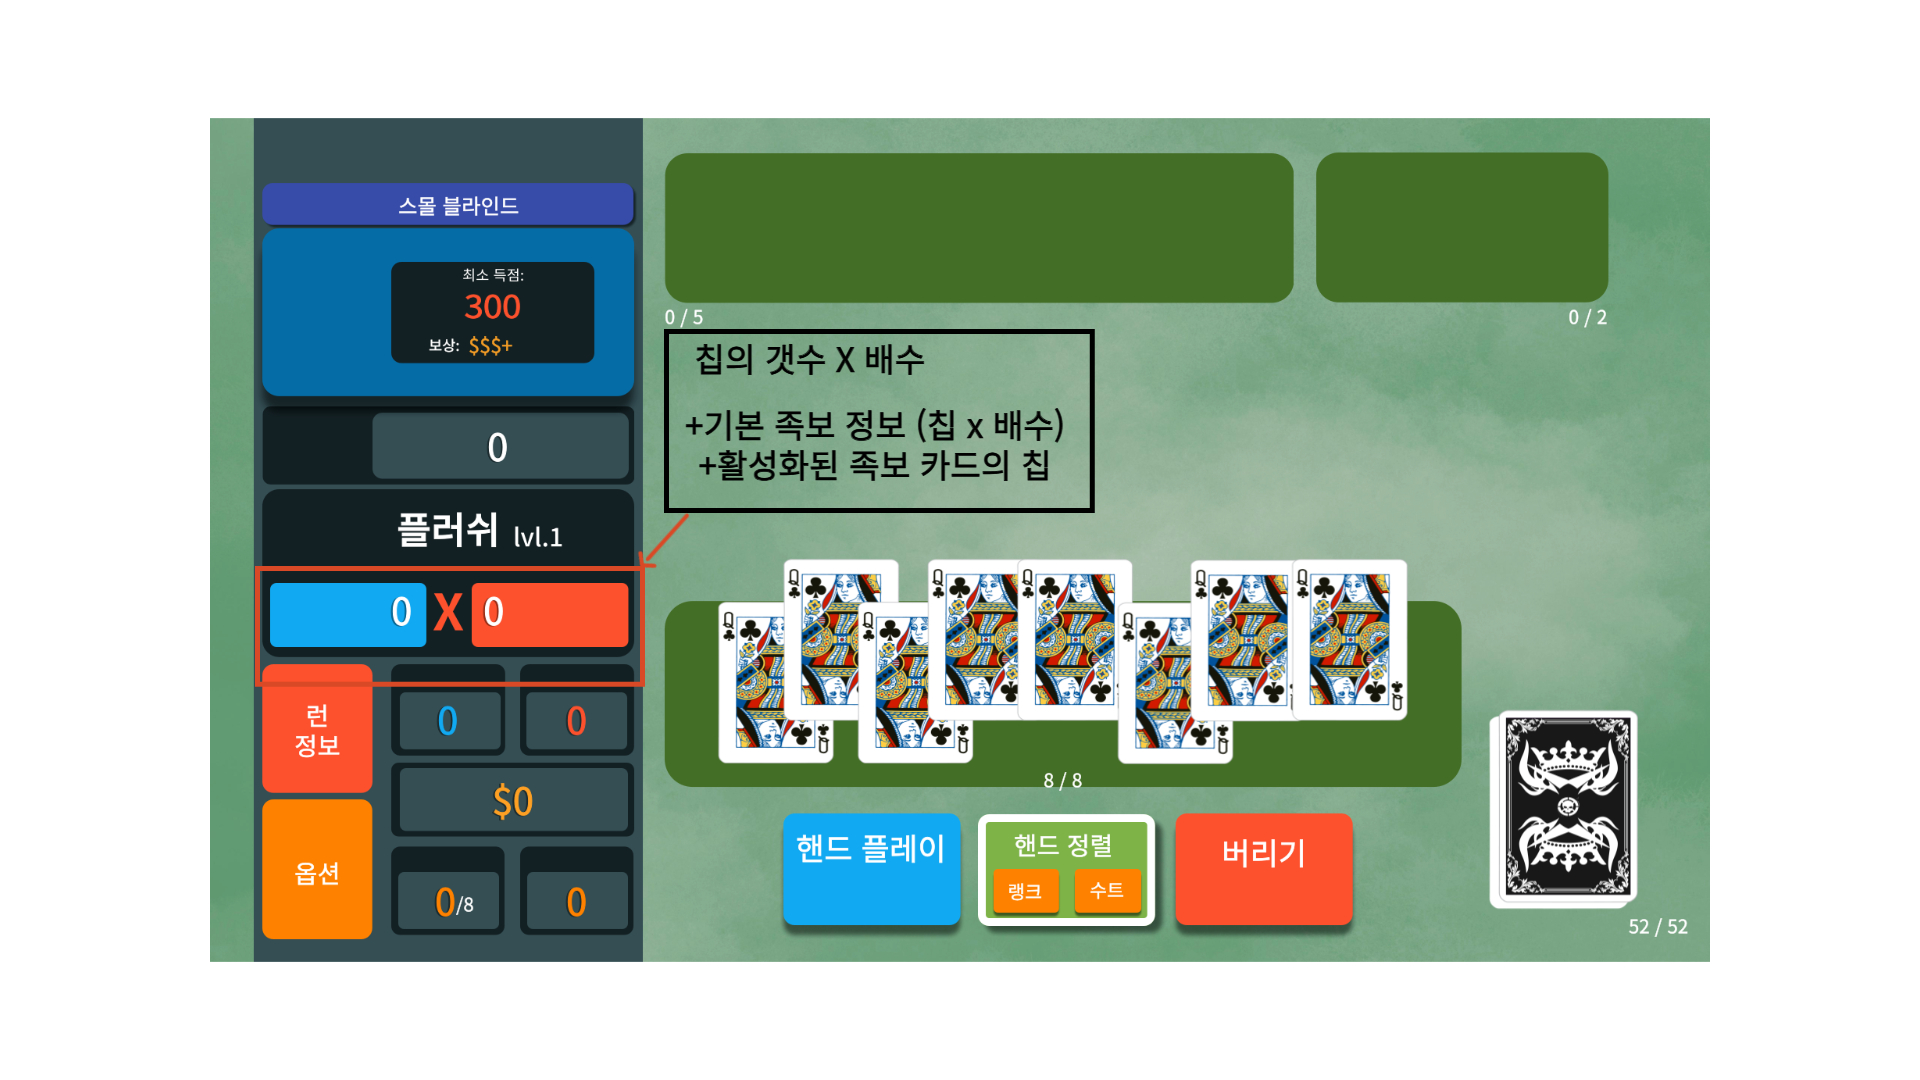 스몰 블라인드
최소 득점:
300
보상: $$$+
0
플러쉬 lvl.1
0 X 0
런
정보
옵션
0
0
$0
0/8
0
0 / 5
0 / 2
칩의 갯수 X 배수
+기본 족보 정보 (칩 x 배수)
+활성화된 족보 카드의 칩
Q
Q
Q
Q
Q
Q
Q
Q
Q
Q
Q
Q
8 / 8
핸드 플레이
핸드 정렬
랭크
수트
버리기
52 / 52